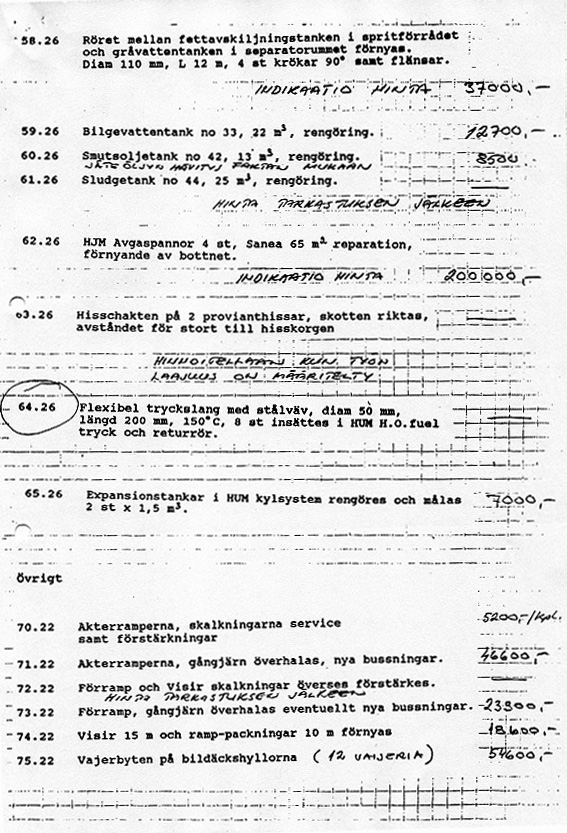 58.26 Röret mellan fettavskiljningstanken i spritförrådet
och gråvattentanken i separatorummet förnyas.
Diam 110 mm, L 12 m, 4 st krökar 90° samt flänsar.
INDIKAATIO HINTA 37000,-
59.26 Bilgevattentank no 33, 22 m³, rengöring. 12700,-
60.26 Smutsoljetank no 42, 13 m³, rengöring. 8500
JÄTEÖLJYN HÄVITYS TAKTAN MUKAAN
61.26 Sludgetank no 44, 25 m³, rengöring.
HINTA TARKASTUKSEN JÄLKEEN
62.26 HJM Avgaspannor 4 st, Sanea 65 m² reparation,
förnyande av bottnet.
INDIKAATIO HINTA 200000,-
63.26 Hisschakten på 2 provianthissar, skotten riktas,
avståndet för stort till hisskorgen
HINNOITELLAAN KUN TYÖN
LAAJUUS ON MÄÄRITELTY
64.26 Flexibel tryckslang med stålväv, diam 50 mm,
längd 200 mm, 150°C, 8 st insättes i HUM H.O.fuel
tryck och returrör.
65.26 Expansionstankar i HUM kylsystem rengöres och målas 7000,-
2 st x 1,5 m³.
övrigt
70.22 Akterramperna, skalkningarna service 5200,-/kpl.
samt förstärkningar
71.22 Akterramperna, gångjärn överhalas, nya bussningar. 46600,-
72.22 Förramp och Visir skalkningar överses förstärkes.
HINTA TARKASTUKSEN JÄLKEEN
73.22 Förramp, gångjärn överhalas eventuellt nya bussningar. 23300,-
74.22 Visir 15 m och ramp-packningar 10 m förnyas 18600,-
75.22 Vajerbyten på bildäckshyllorna (12 VAIJERIA) 54600,-